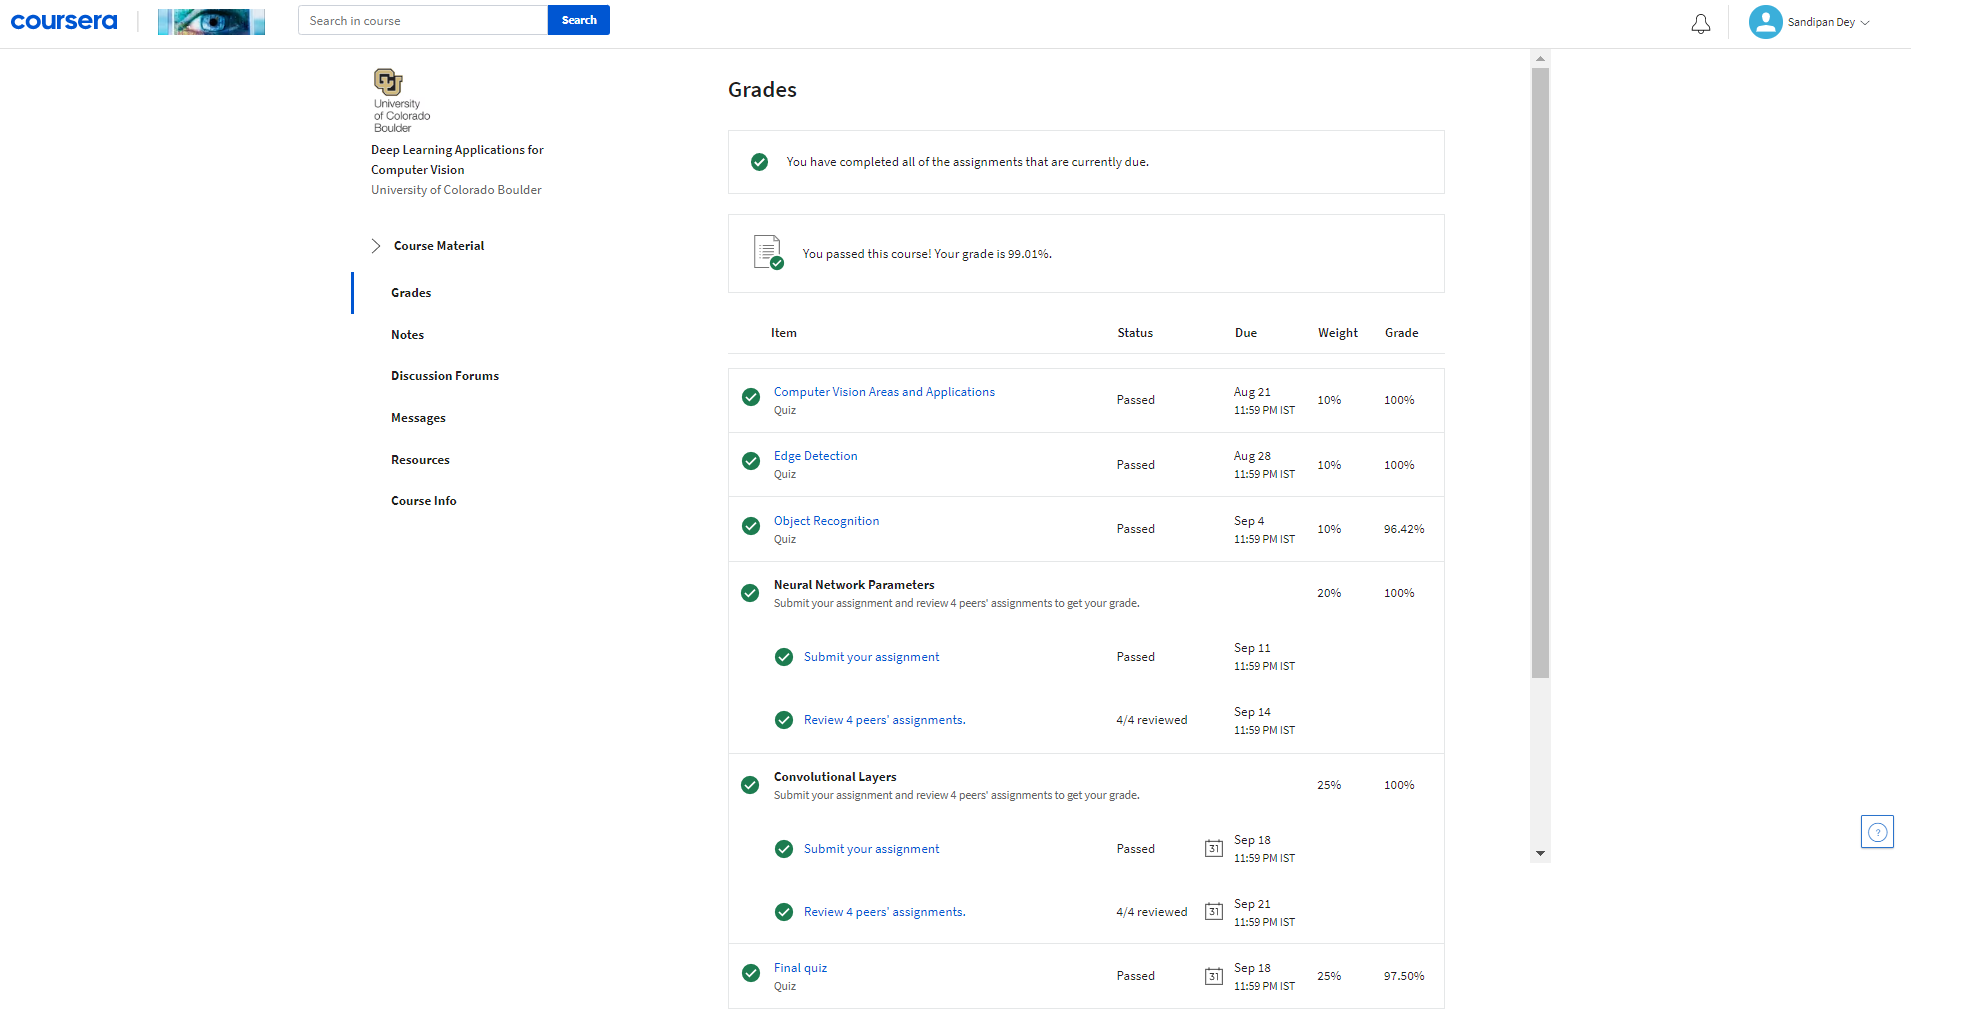 coursera
Search in course
Search
Sandipan Dey
University
of Colorado
Boulder
Deep Learning Applications for
Computer Vision
University of Colorado Boulder
Course Material
Grades
Notes
Discussion Forums
Messages
Resources
Course Info
Grades
You have completed all of the assignments that are currently due.
You passed this course! Your grade is 99.01%.
Item Status Due Weight Grade
Computer Vision Areas and Applications
Quiz
Passed
Aug 21
11:59 PM IST
10%
100%
Edge Detection
Quiz
Passed
Aug 28
11:59 PM IST
10%
100%
Object Recognition
Quiz
Passed
Sep 4
11:59 PM IST
10%
96.42%
Neural Network Parameters
Submit your assignment and review 4 peers' assignments to get your grade.
20%
100%
Submit your assignment
Passed
Sep 11
11:59 PM IST
Review 4 peers' assignments.
4/4 reviewed
Sep 14
11:59 PM IST
Convolutional Layers
Submit your assignment and review 4 peers' assignments to get your grade.
25%
100%
Submit your assignment
Passed
31
Sep 18
11:59 PM IST
Review 4 peers' assignments.
4/4 reviewed
31
Sep 21
11:59 PM IST
Final quiz
Quiz
Passed
31
Sep 18
11:59 PM IST
25%
97.50%
?